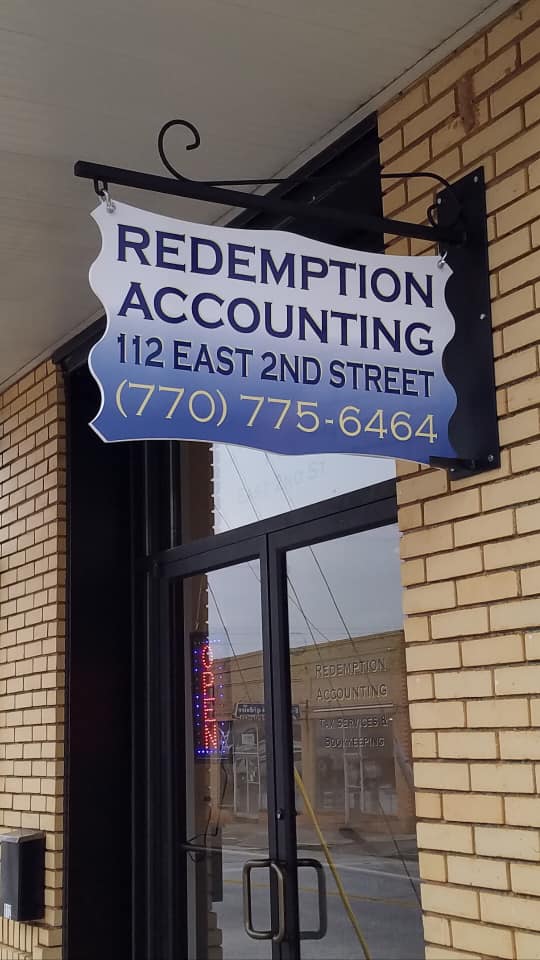 REDEMPTION
ACCOUNTING
112 EAST 2ND STREET
(770) 775-6464
OPEN
REDEMPTION
ACCOUNTING
TAX SERVICES &
BOOKKEEPING